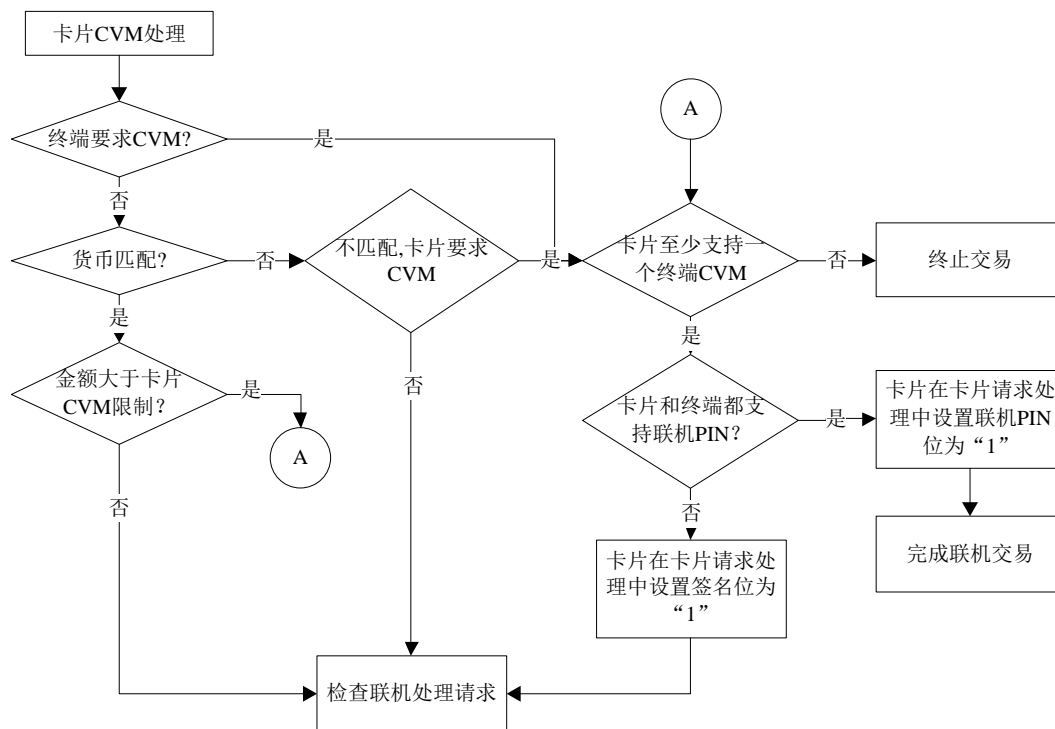 卡片CVM处理
A
终端要求CVM?
是
否
不匹配,卡片要求
CVM
卡片至少支持一
个终端CVM
货币匹配?
否
是
否
终止交易
是
是
金额大于卡片
CVM限制?
是
否
卡片和终端都支
持联机PIN?
是
卡片在卡片请求处
理中设置联机PIN
位为“1”
A
否
否
卡片在卡片请求处
理中设置签名位为
“1”
完成联机交易
检查联机处理请求